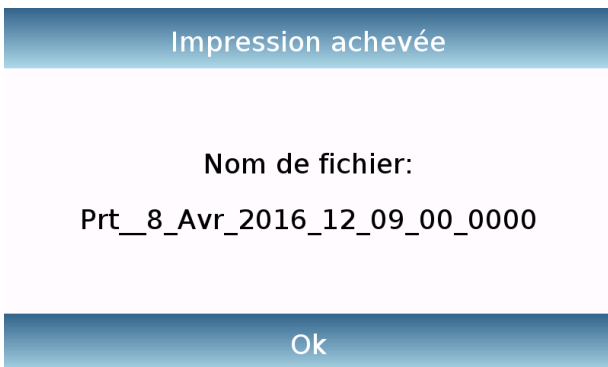 Impression achevée
Nom de fichier:
Prt__8_Avr_2016_12_09_00_0000
Ok